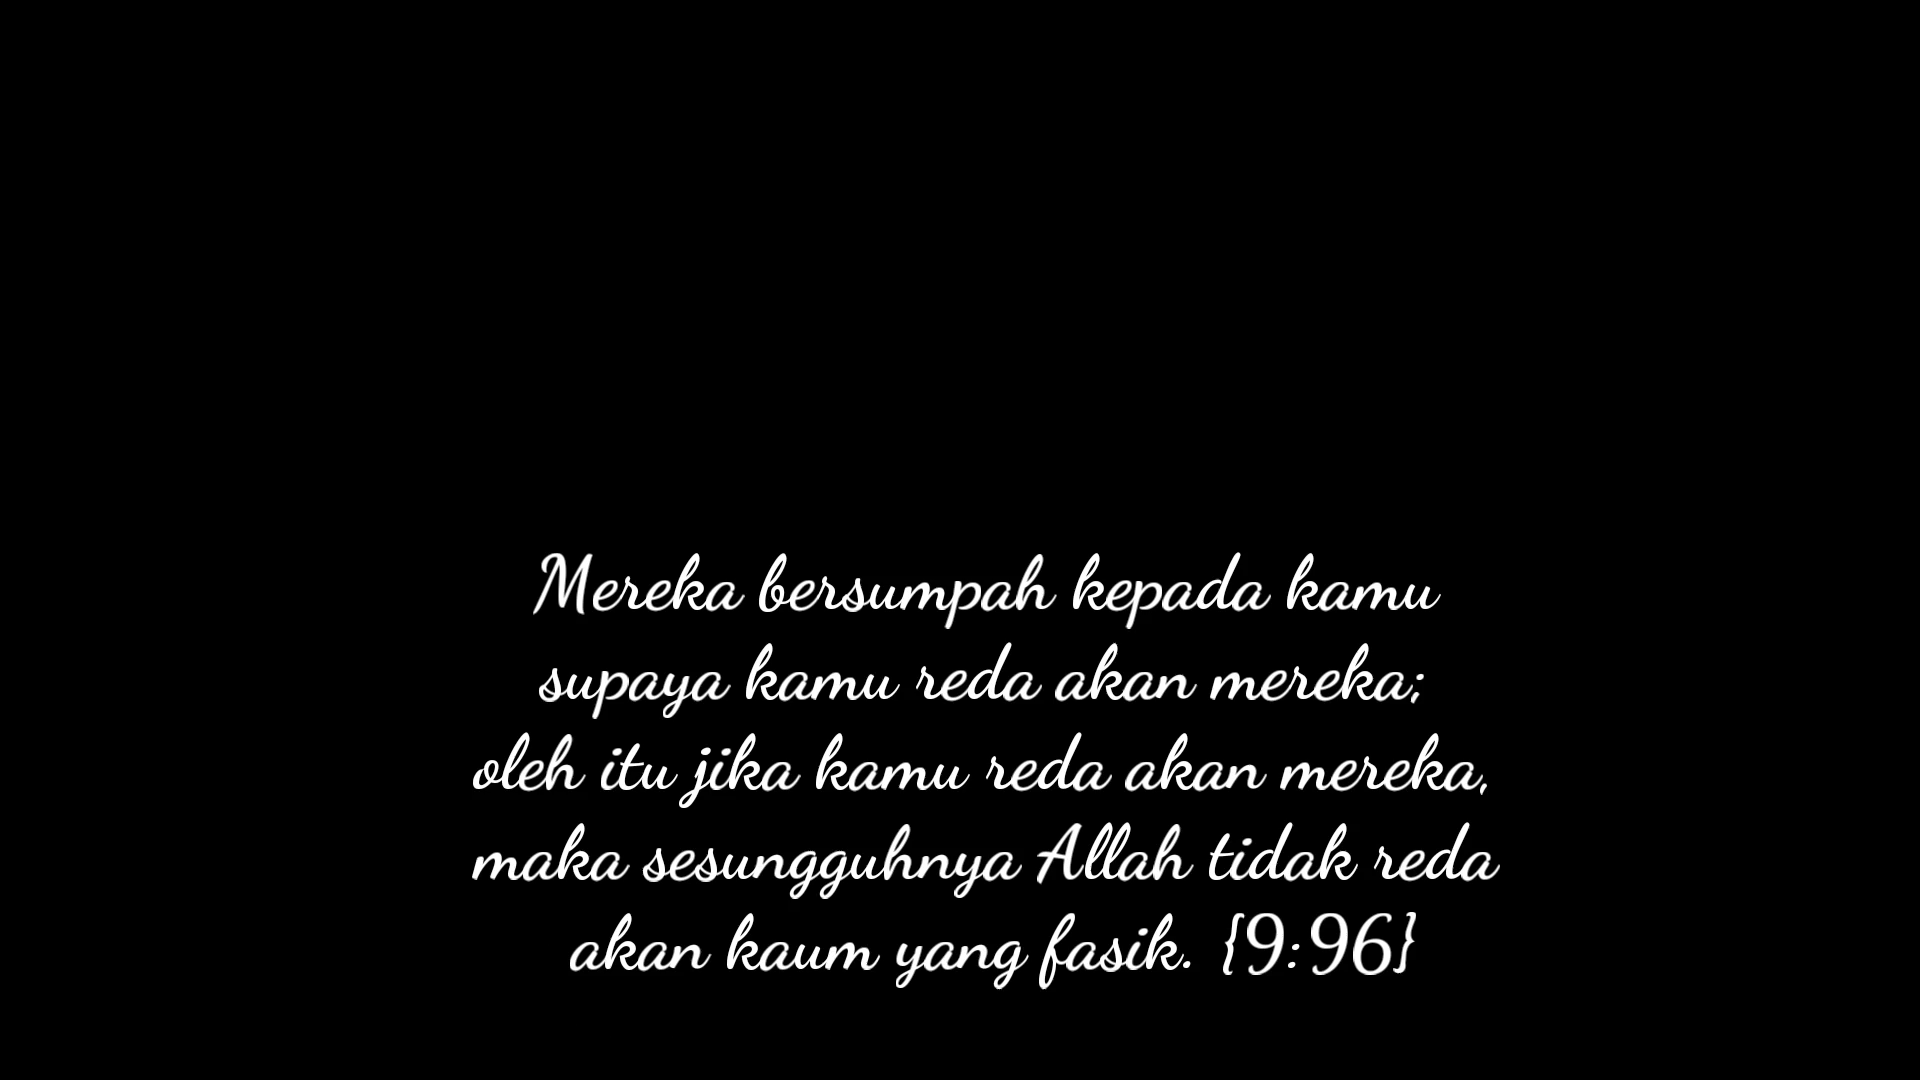 Mereka bersumpah kepada kamu
supaya kamu reda akan mereka;
oleh itu jika kamu reda akan mereka,
maka sesungguhnya Allah tidak reda
akan kaum yang fasik. {9:96}